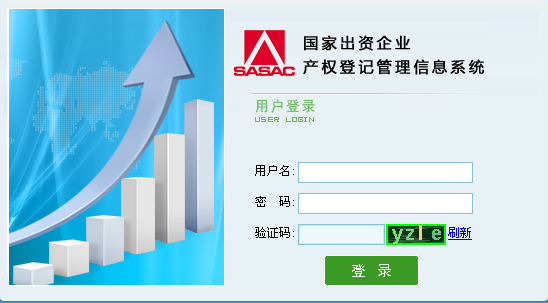 SASAC
国家出资企业
产权登记管理信息系统
用户登录
USER LOGIN
用户名:
密 码:
验证码: yzle 刷新
登 录